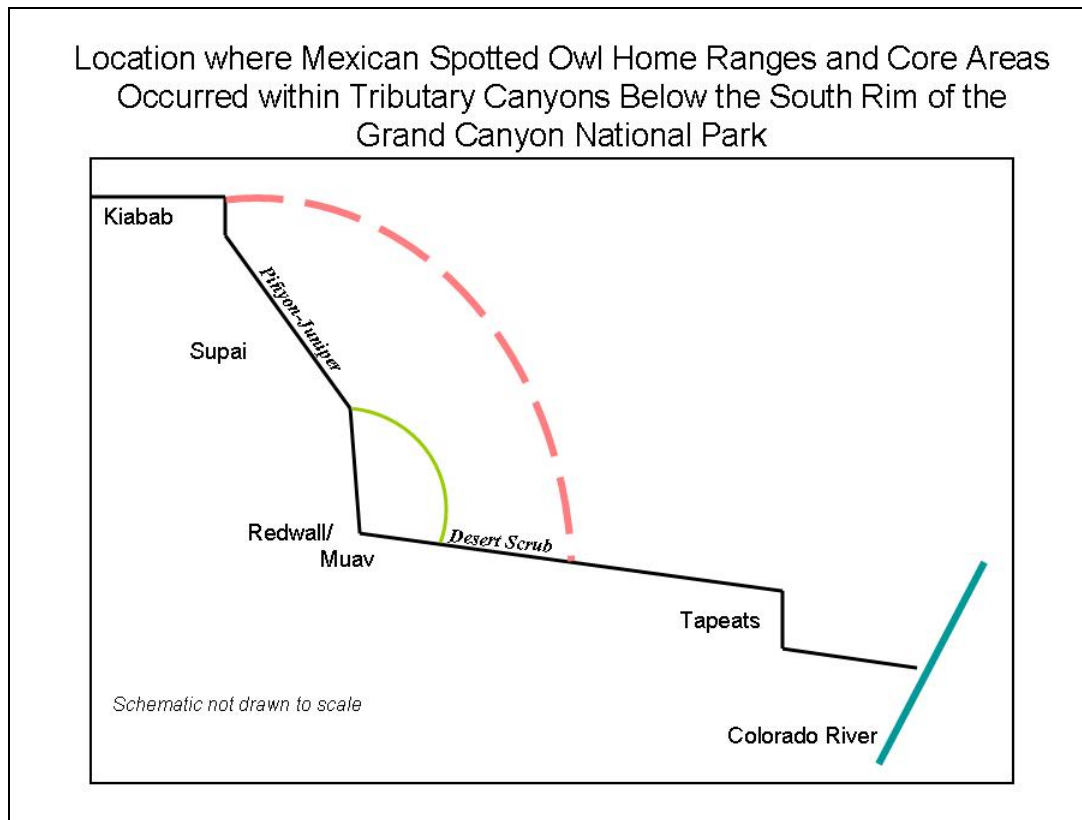 Location where Mexican Spotted Owl Home Ranges and Core Areas
Occurred within Tributary Canyons Below the South Rim of the
Grand Canyon National Park
Kiabab
Piñyon-Juniper
Supai
Redwall/
Muav
Desert Scrub
Tapeats
Schematic not drawn to scale
Colorado River